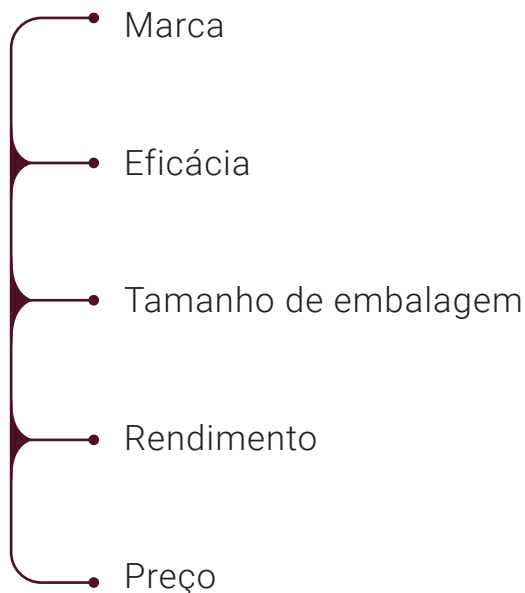 Marca
Eficácia
Tamanho de embalagem
Rendimento
Preço